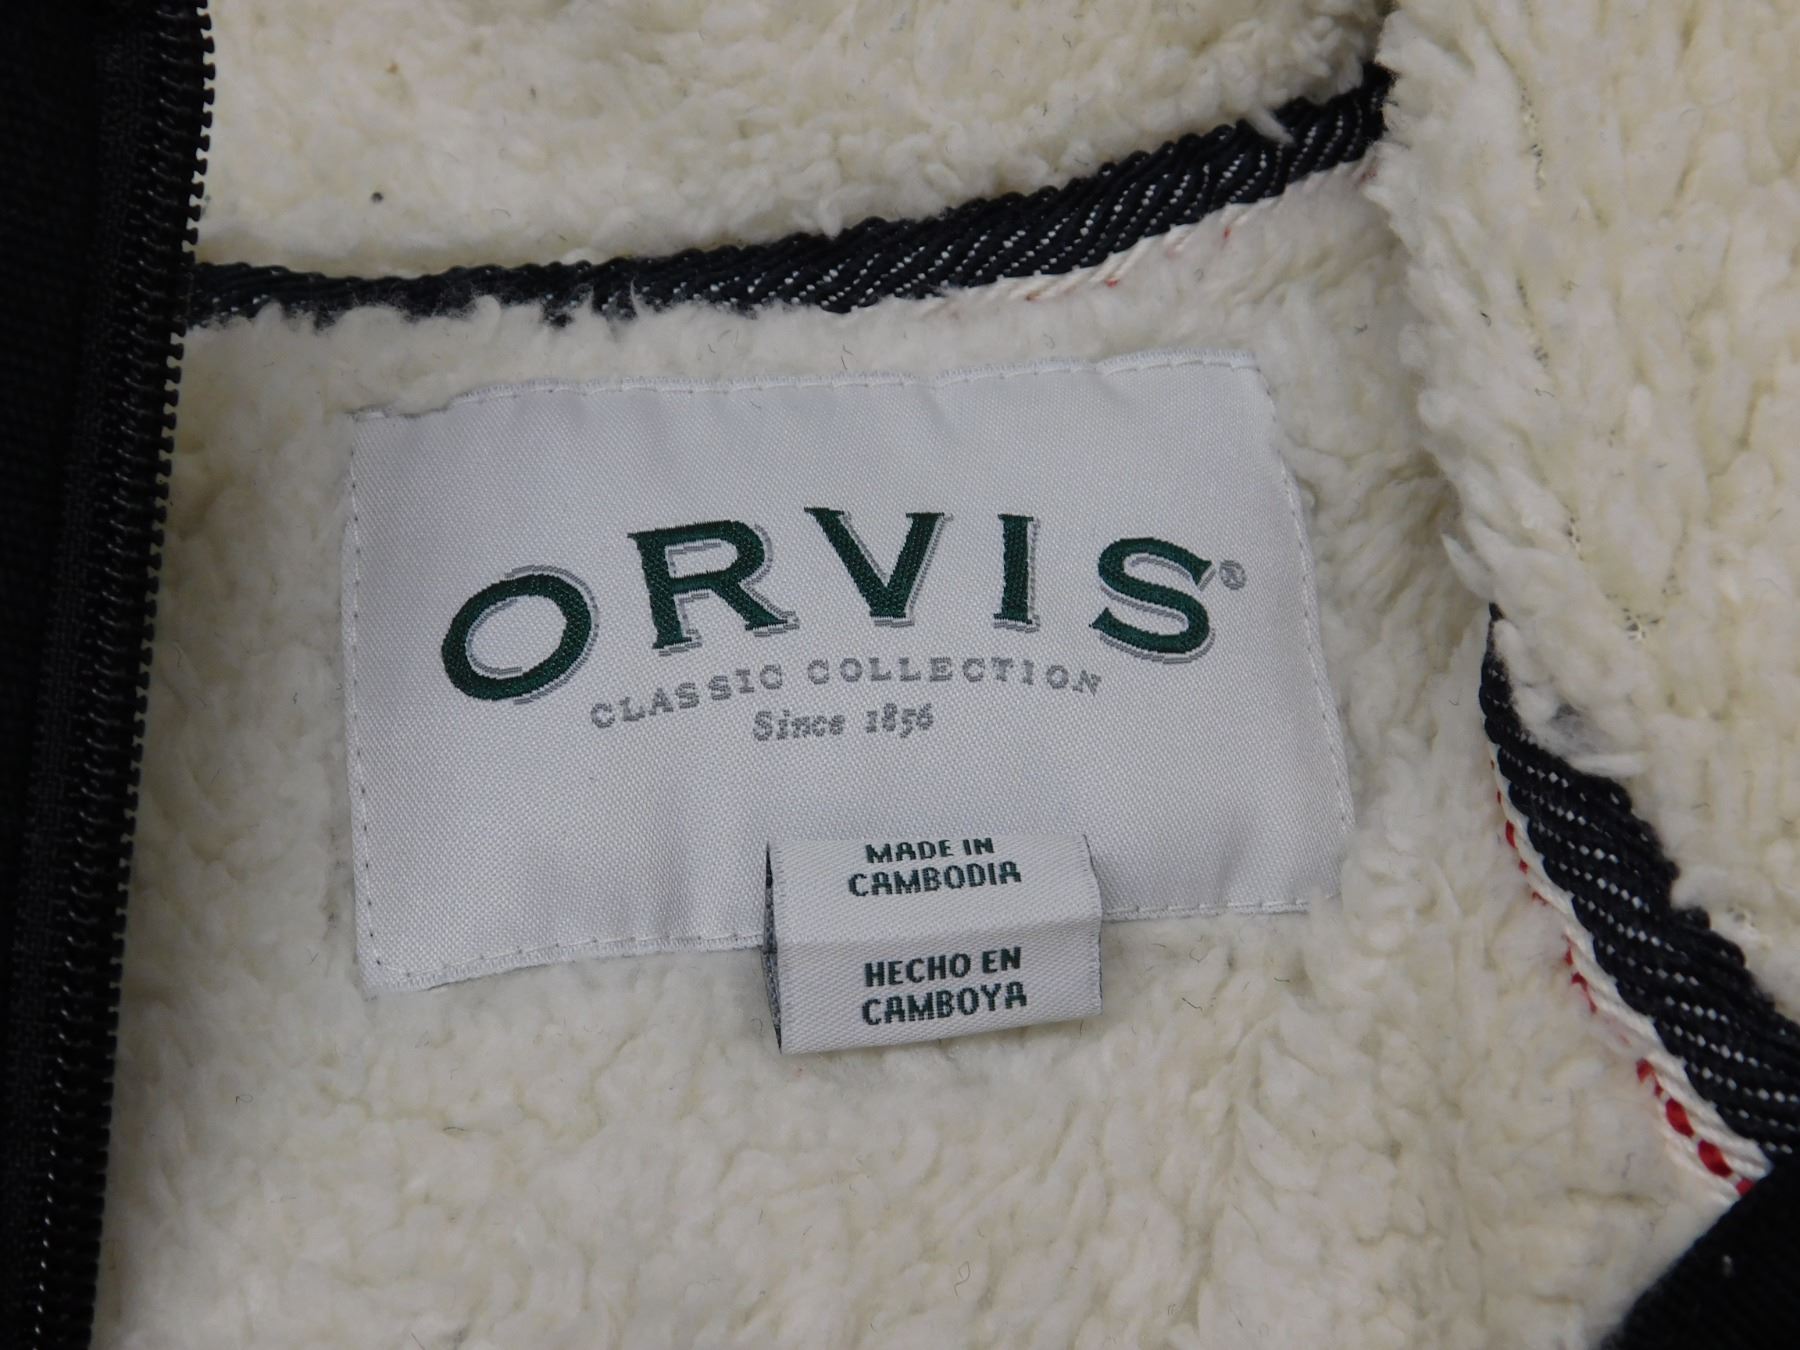 ORVIS®
CLASSIC COLLECTION
Since 1856
MADE IN
CAMBODIA
HECHO EN
CAMBOYA